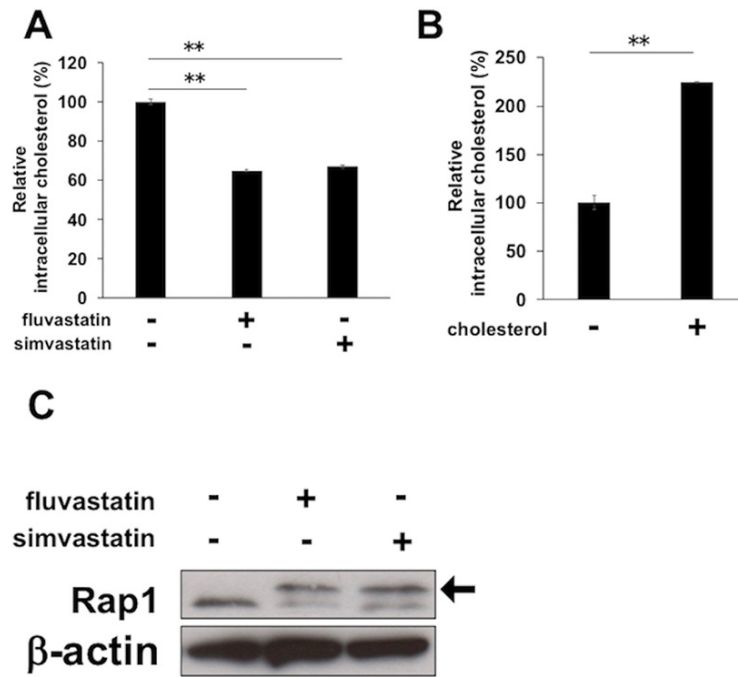 A
**
**
Relative
intracellular cholesterol (%)
120
100
80
60
40
20
0
fluvastatin - + -
simvastatin - - +
B
**
Relative
intracellular cholesterol (%)
250
200
150
100
50
0
cholesterol - +
C
fluvastatin - + -
simvastatin - - +
Rap1
β-actin